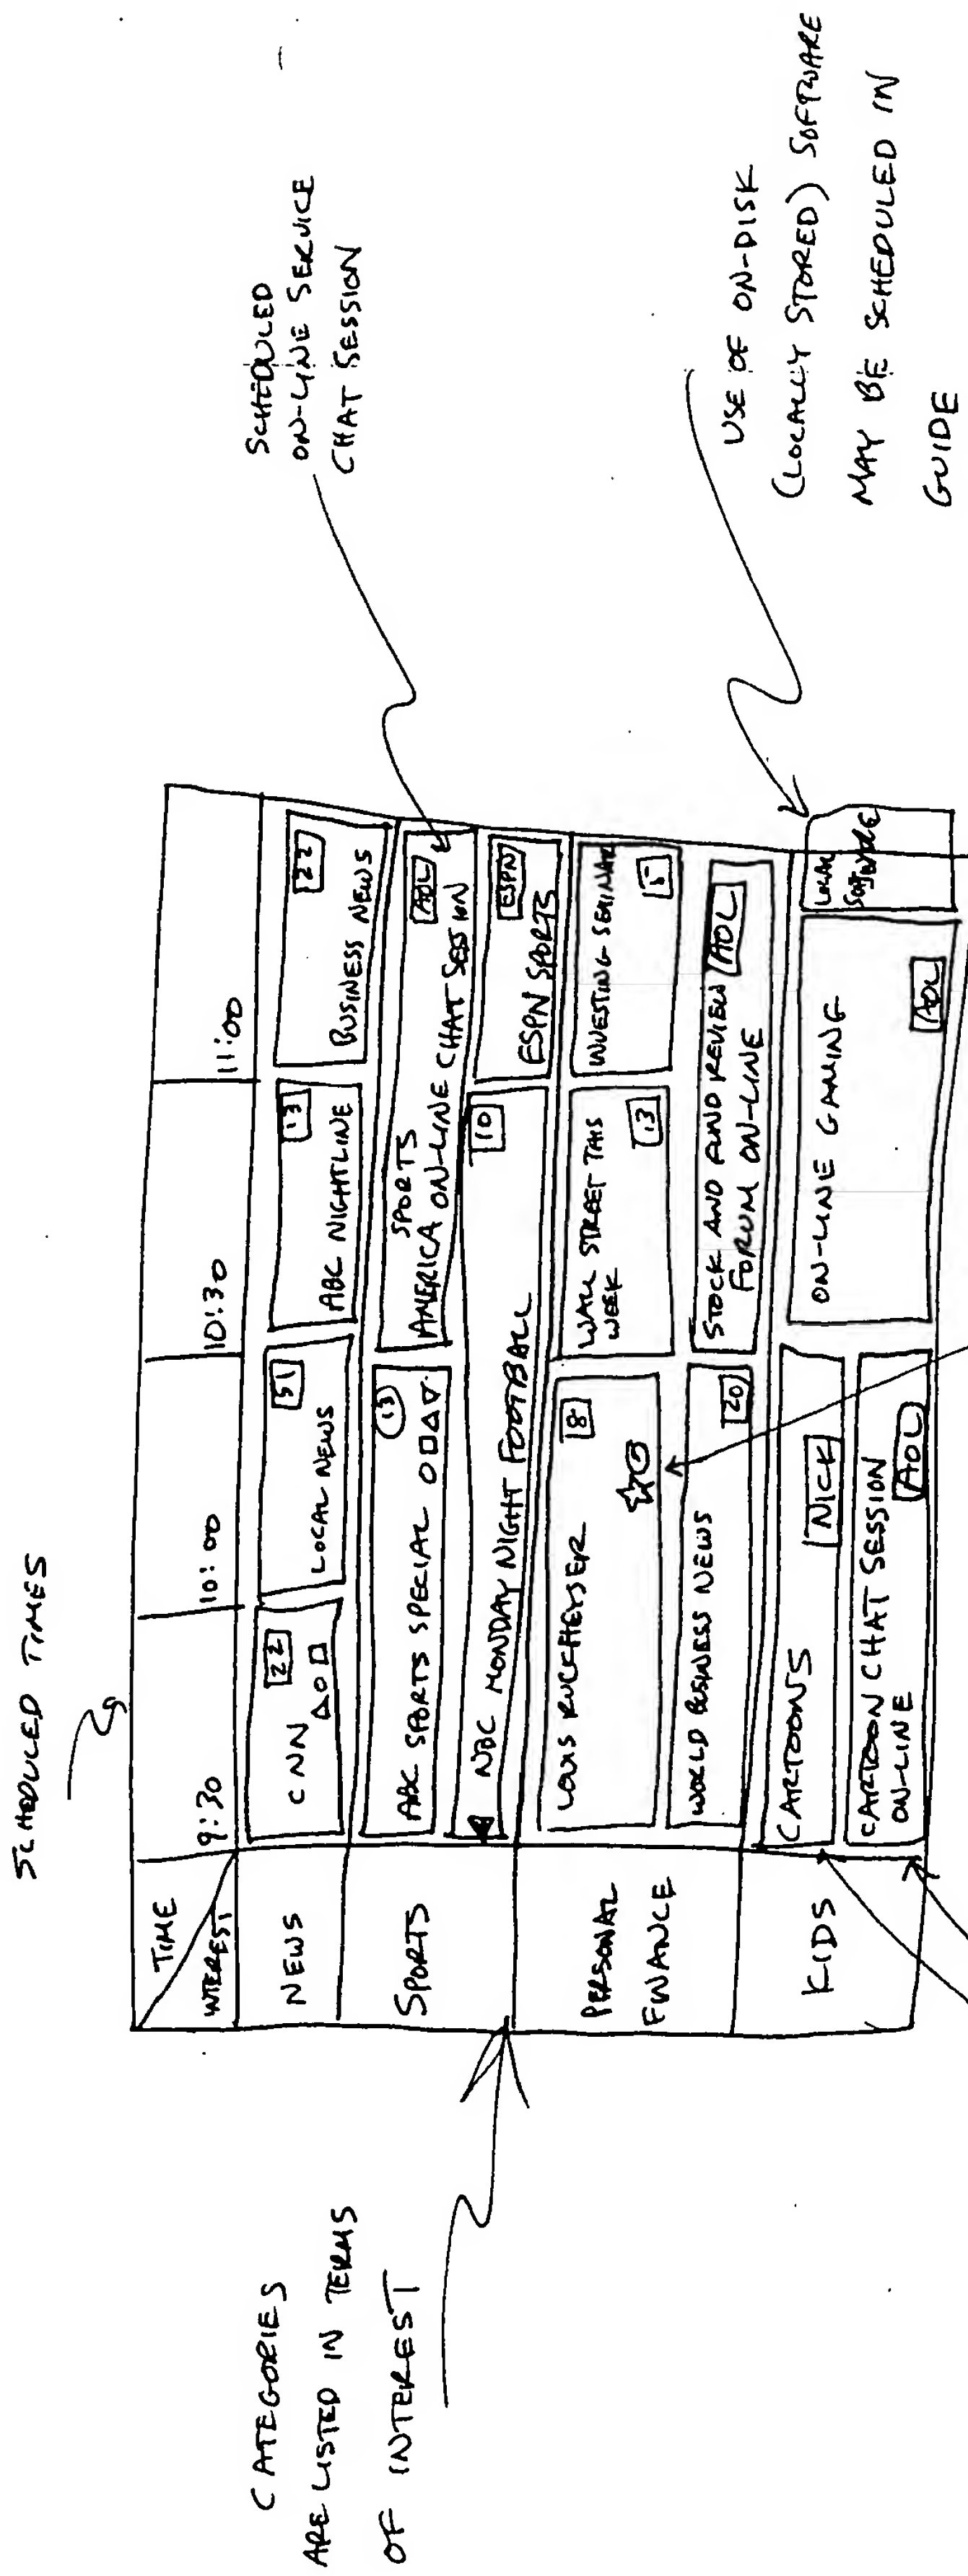 SCHEDULED TIMES
CATEGORIES
ARE LISTED IN TERMS
OF INTEREST
TIME
INTEREST
9:30
10:00
10:30
11:00
NEWS
CNN
22
LOCAL NEWS
51
ABC NIGHTLINE
13
BUSINESS NEWS
22
SPORTS
ABC SPORTS SPECIAL
13
SPORTS
AMERICA ON-LINE CHAT SESSION
AOL
NBC MONDAY NIGHT FOOTBALL
10
ESPN SPORTS
ESPN
PERSONAL
FINANCE
LOUIS RUCKHEYSER
18
WALL STREET THIS
WEEK
13
INVESTING SEMINAR
5
WORLD BUSINESS NEWS
20
STOCK AND FUND REVIEW
FORUM ON-LINE
AOL
KIDS
CARTOONS
NICK
CARTOON CHAT SESSION
ON-LINE
AOL
ON-LINE GAMING
AOL
LOCAL
SOFTWARE
SCHEDULED
ON-LINE SERVICE
CHAT SESSION
USE OF ON-DISK
(LOCALLY STORED) SOFTWARE
MAY BE SCHEDULED IN
GUIDE